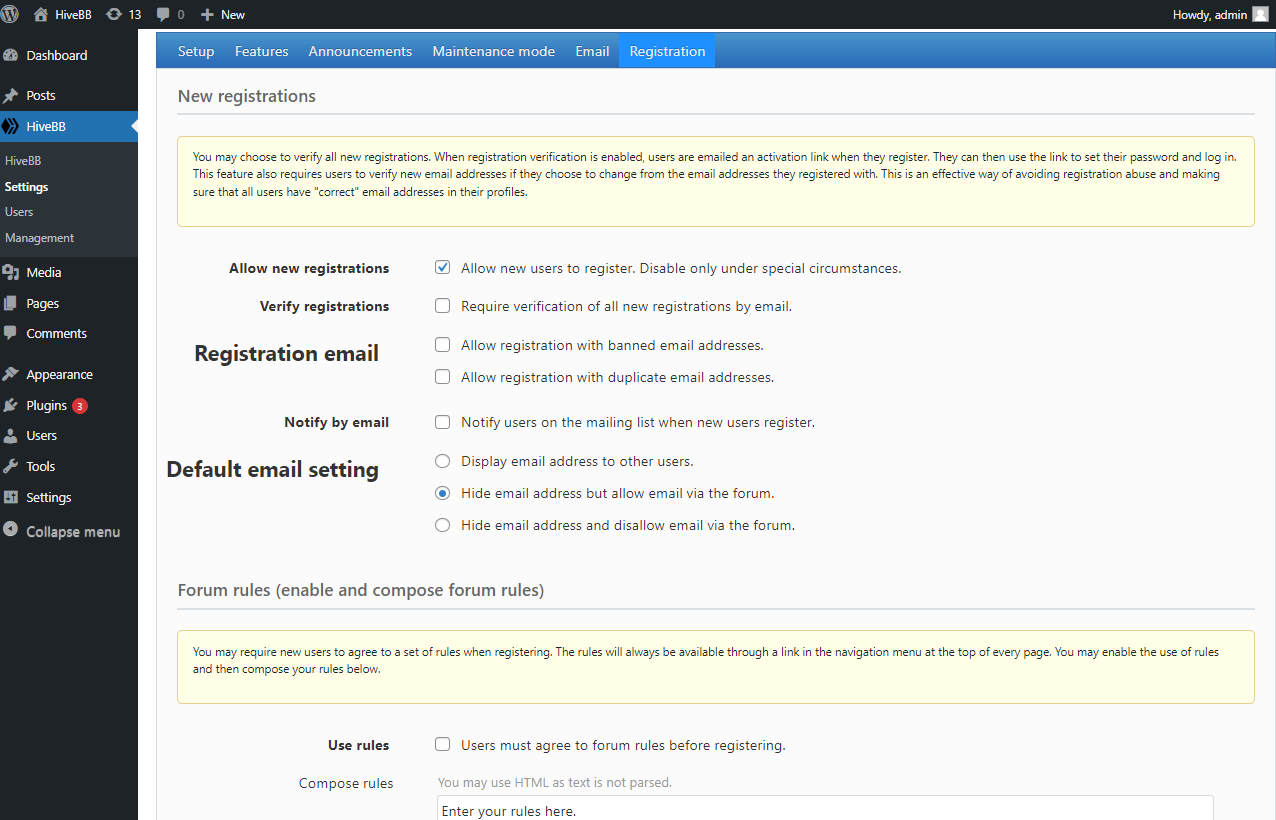 HiveBB 13 0 New Howdy, admin
Dashboard
Posts
HiveBB
HiveBB
Settings
Users
Management
Media
Pages
Comments
Appearance
Plugins 3
Users
Tools
Settings
Collapse menu
Setup Features Announcements Maintenance mode Email Registration
New registrations
You may choose to verify all new registrations. When registration verification is enabled, users are emailed an activation link when they register. They can then use the link to set their password and log in.
This feature also requires users to verify new email addresses if they choose to change from the email addresses they registered with. This is an effective way of avoiding registration abuse and making
sure that all users have "correct" email addresses in their profiles.
Allow new registrations Allow new users to register. Disable only under special circumstances.
Verify registrations Require verification of all new registrations by email.
Registration email Allow registration with banned email addresses.
Allow registration with duplicate email addresses.
Notify by email Notify users on the mailing list when new users register.
Default email setting Display email address to other users.
Hide email address but allow email via the forum.
Hide email address and disallow email via the forum.
Forum rules (enable and compose forum rules)
You may require new users to agree to a set of rules when registering. The rules will always be available through a link in the navigation menu at the top of every page. You may enable the use of rules
and then compose your rules below.
Use rules Users must agree to forum rules before registering.
Compose rules You may use HTML as text is not parsed.
Enter your rules here.